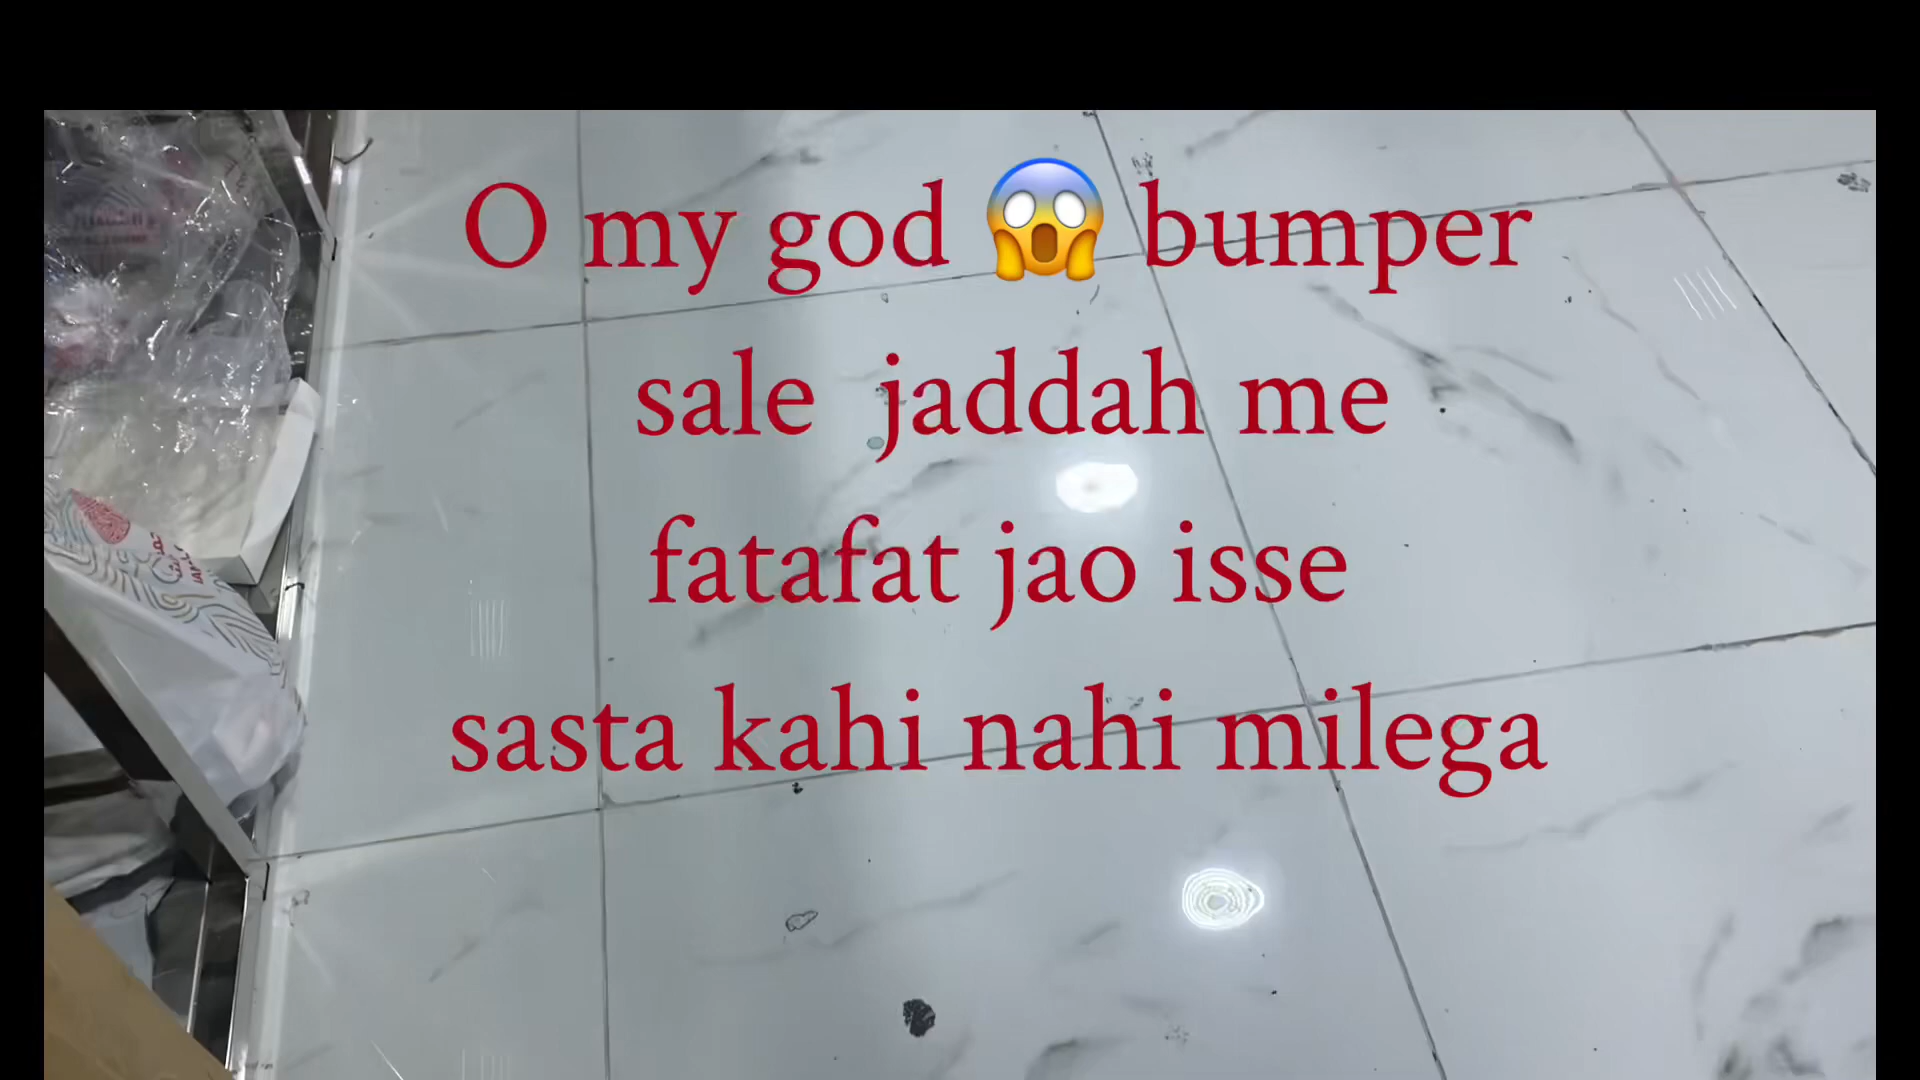 O my god 😱 bumper
sale jaddah me
fatafat jao isse
sasta kahi nahi milega